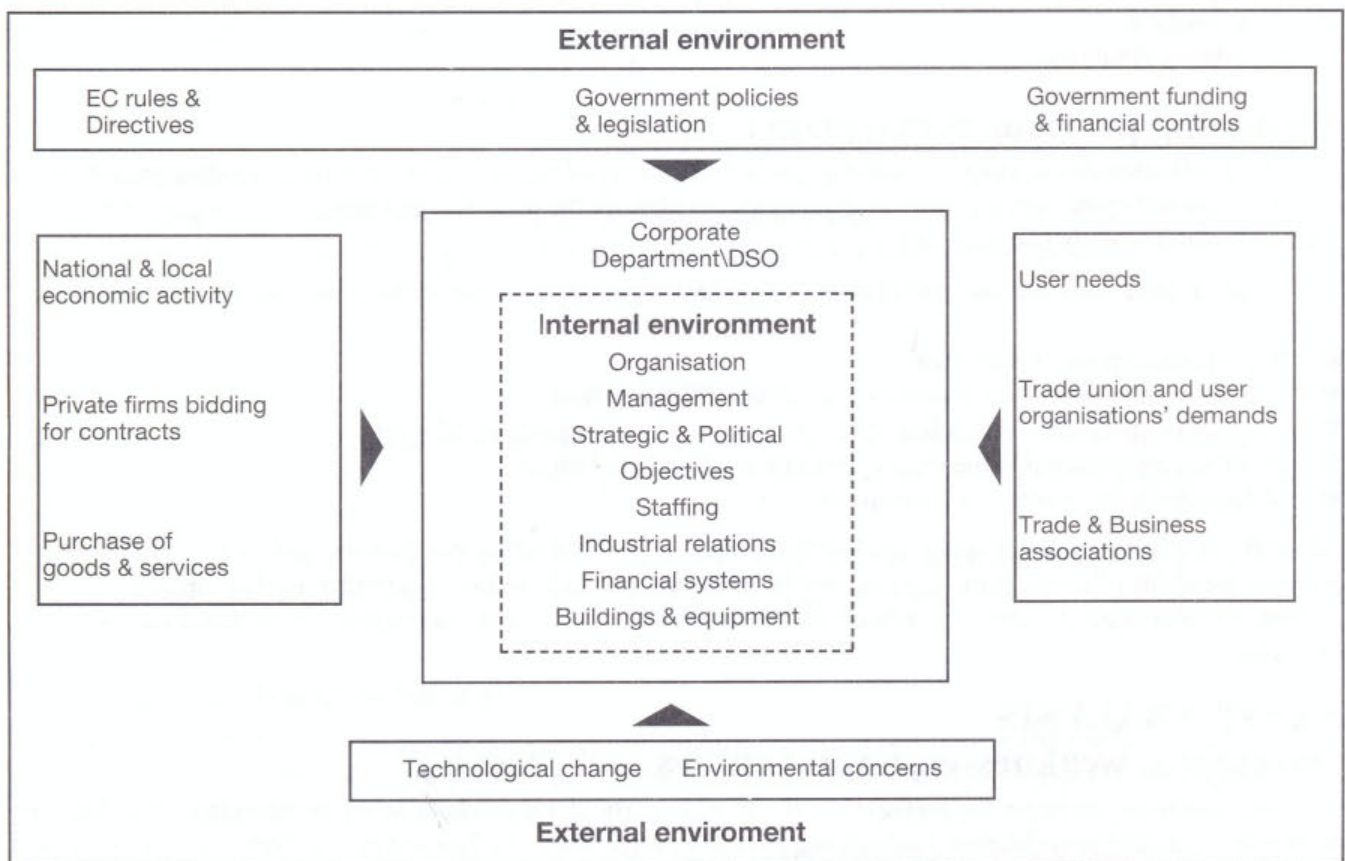 External environment
EC rules &
Directives
Government policies
& legislation
Government funding
& financial controls
National & local
economic activity
Private firms bidding
for contracts
Purchase of
goods & services
Corporate
Department\DSO
Internal environment
Organisation
Management
Strategic & Political
Objectives
Staffing
Industrial relations
Financial systems
Buildings & equipment
User needs
Trade union and user
organisations' demands
Trade & Business
associations
Technological change
Environmental concerns
External enviroment